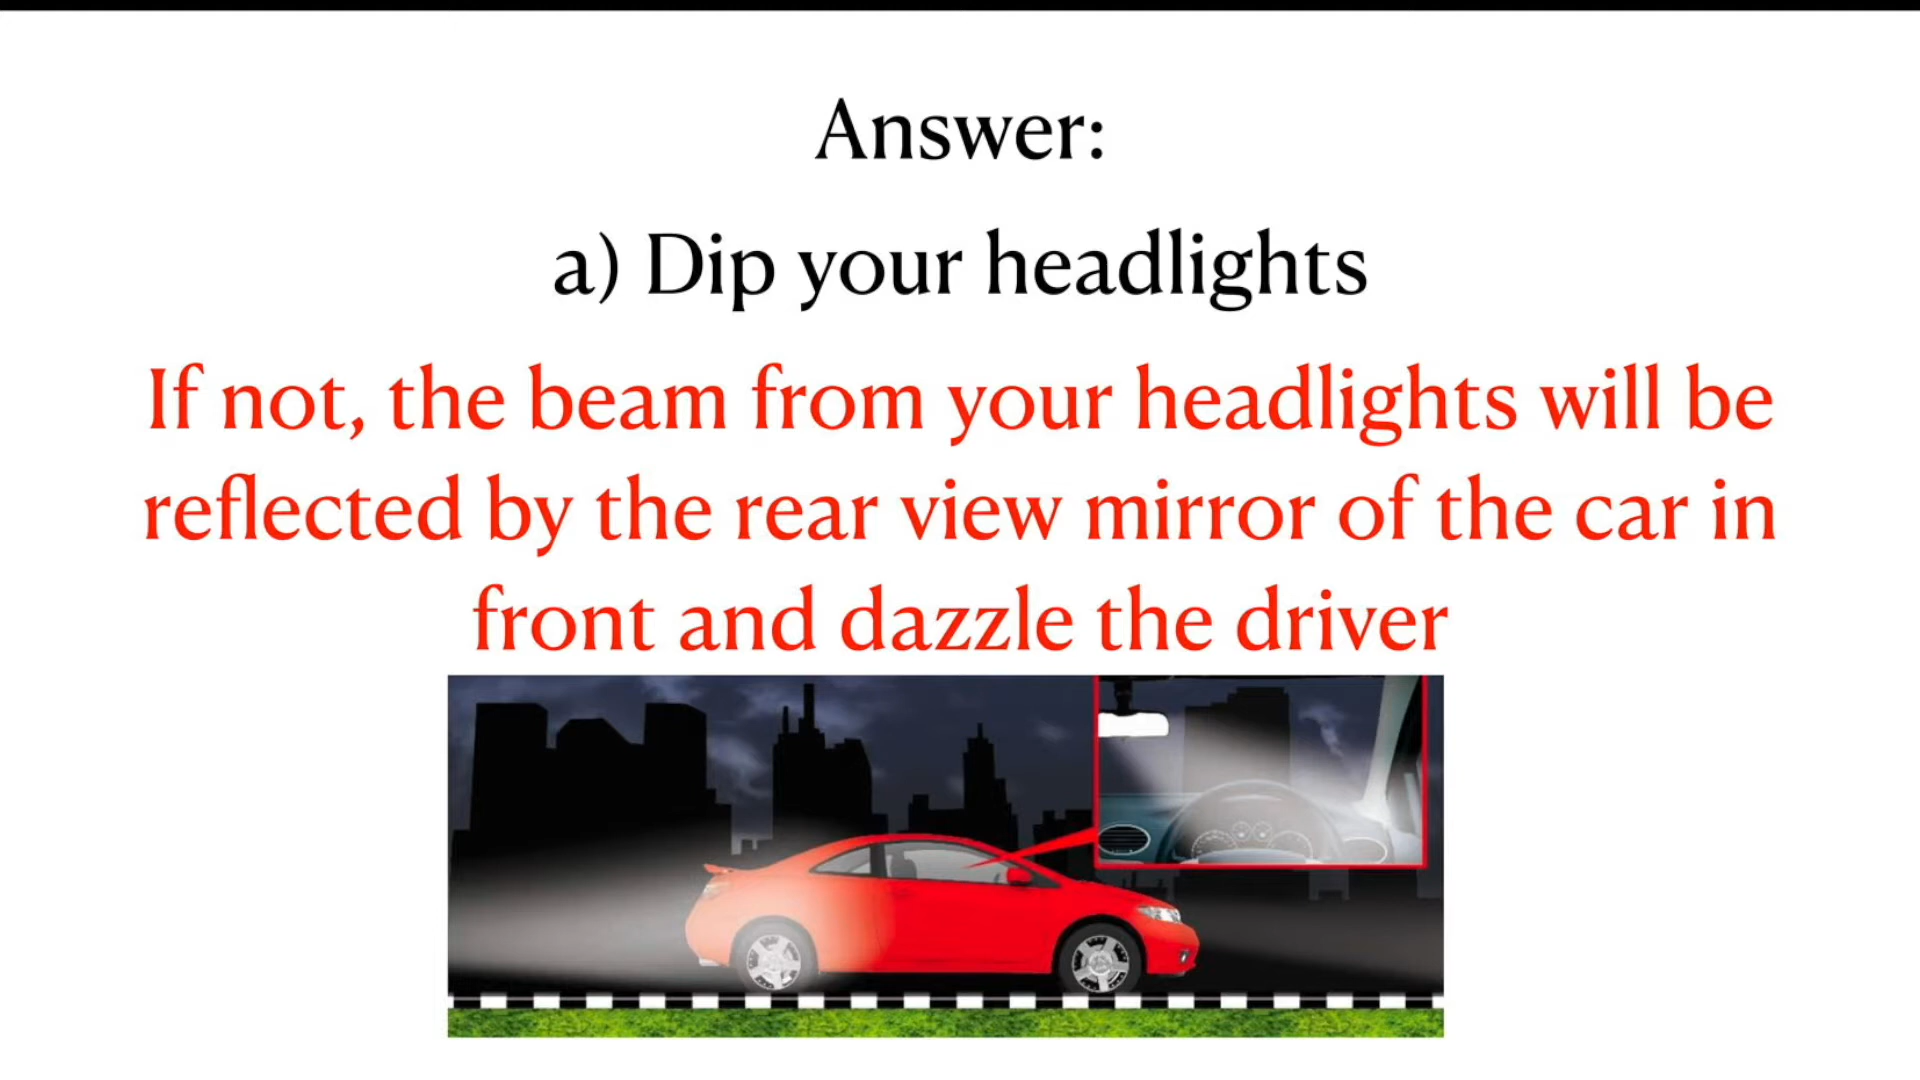 Answer:
a) Dip your headlights
If not, the beam from your headlights will be
reflected by the rear view mirror of the car in
front and dazzle the driver